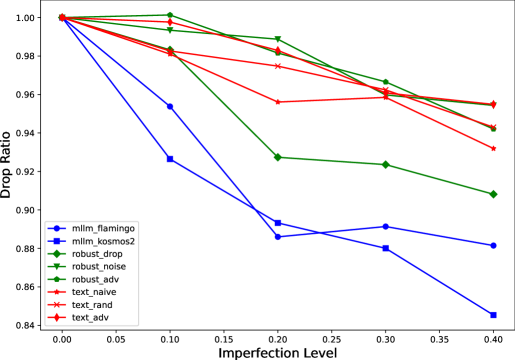 1.00
0.98
0.96
0.94
0.92
0.90
0.88
0.86
0.84
Drop Ratio
mllm_flamingo
mllm_kosmos2
robust_drop
robust_noise
robust_adv
text_naive
text_rand
text_adv
0.00 0.05 0.10 0.15 0.20 0.25 0.30 0.35 0.40
Imperfection Level